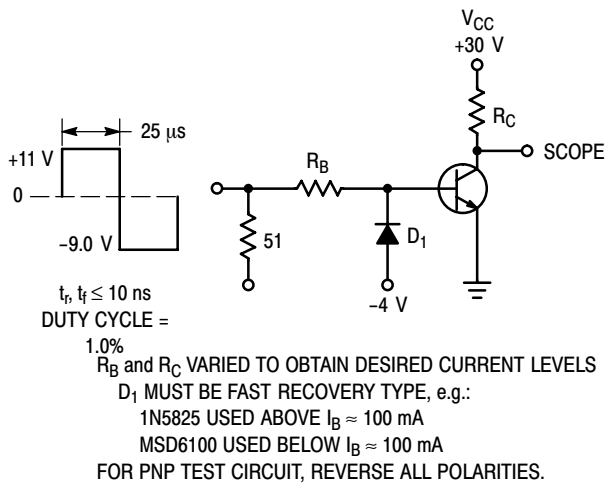 V_CC
+30 V
R_C
SCOPE
25 μs
+11 V
0
−9.0 V
R_B
51
D_1
−4 V
t_r, t_f ≤ 10 ns
DUTY CYCLE =
1.0%
R_B and R_C VARIED TO OBTAIN DESIRED CURRENT LEVELS
D_1 MUST BE FAST RECOVERY TYPE, e.g.:
1N5825 USED ABOVE I_B ≈ 100 mA
MSD6100 USED BELOW I_B ≈ 100 mA
FOR PNP TEST CIRCUIT, REVERSE ALL POLARITIES.